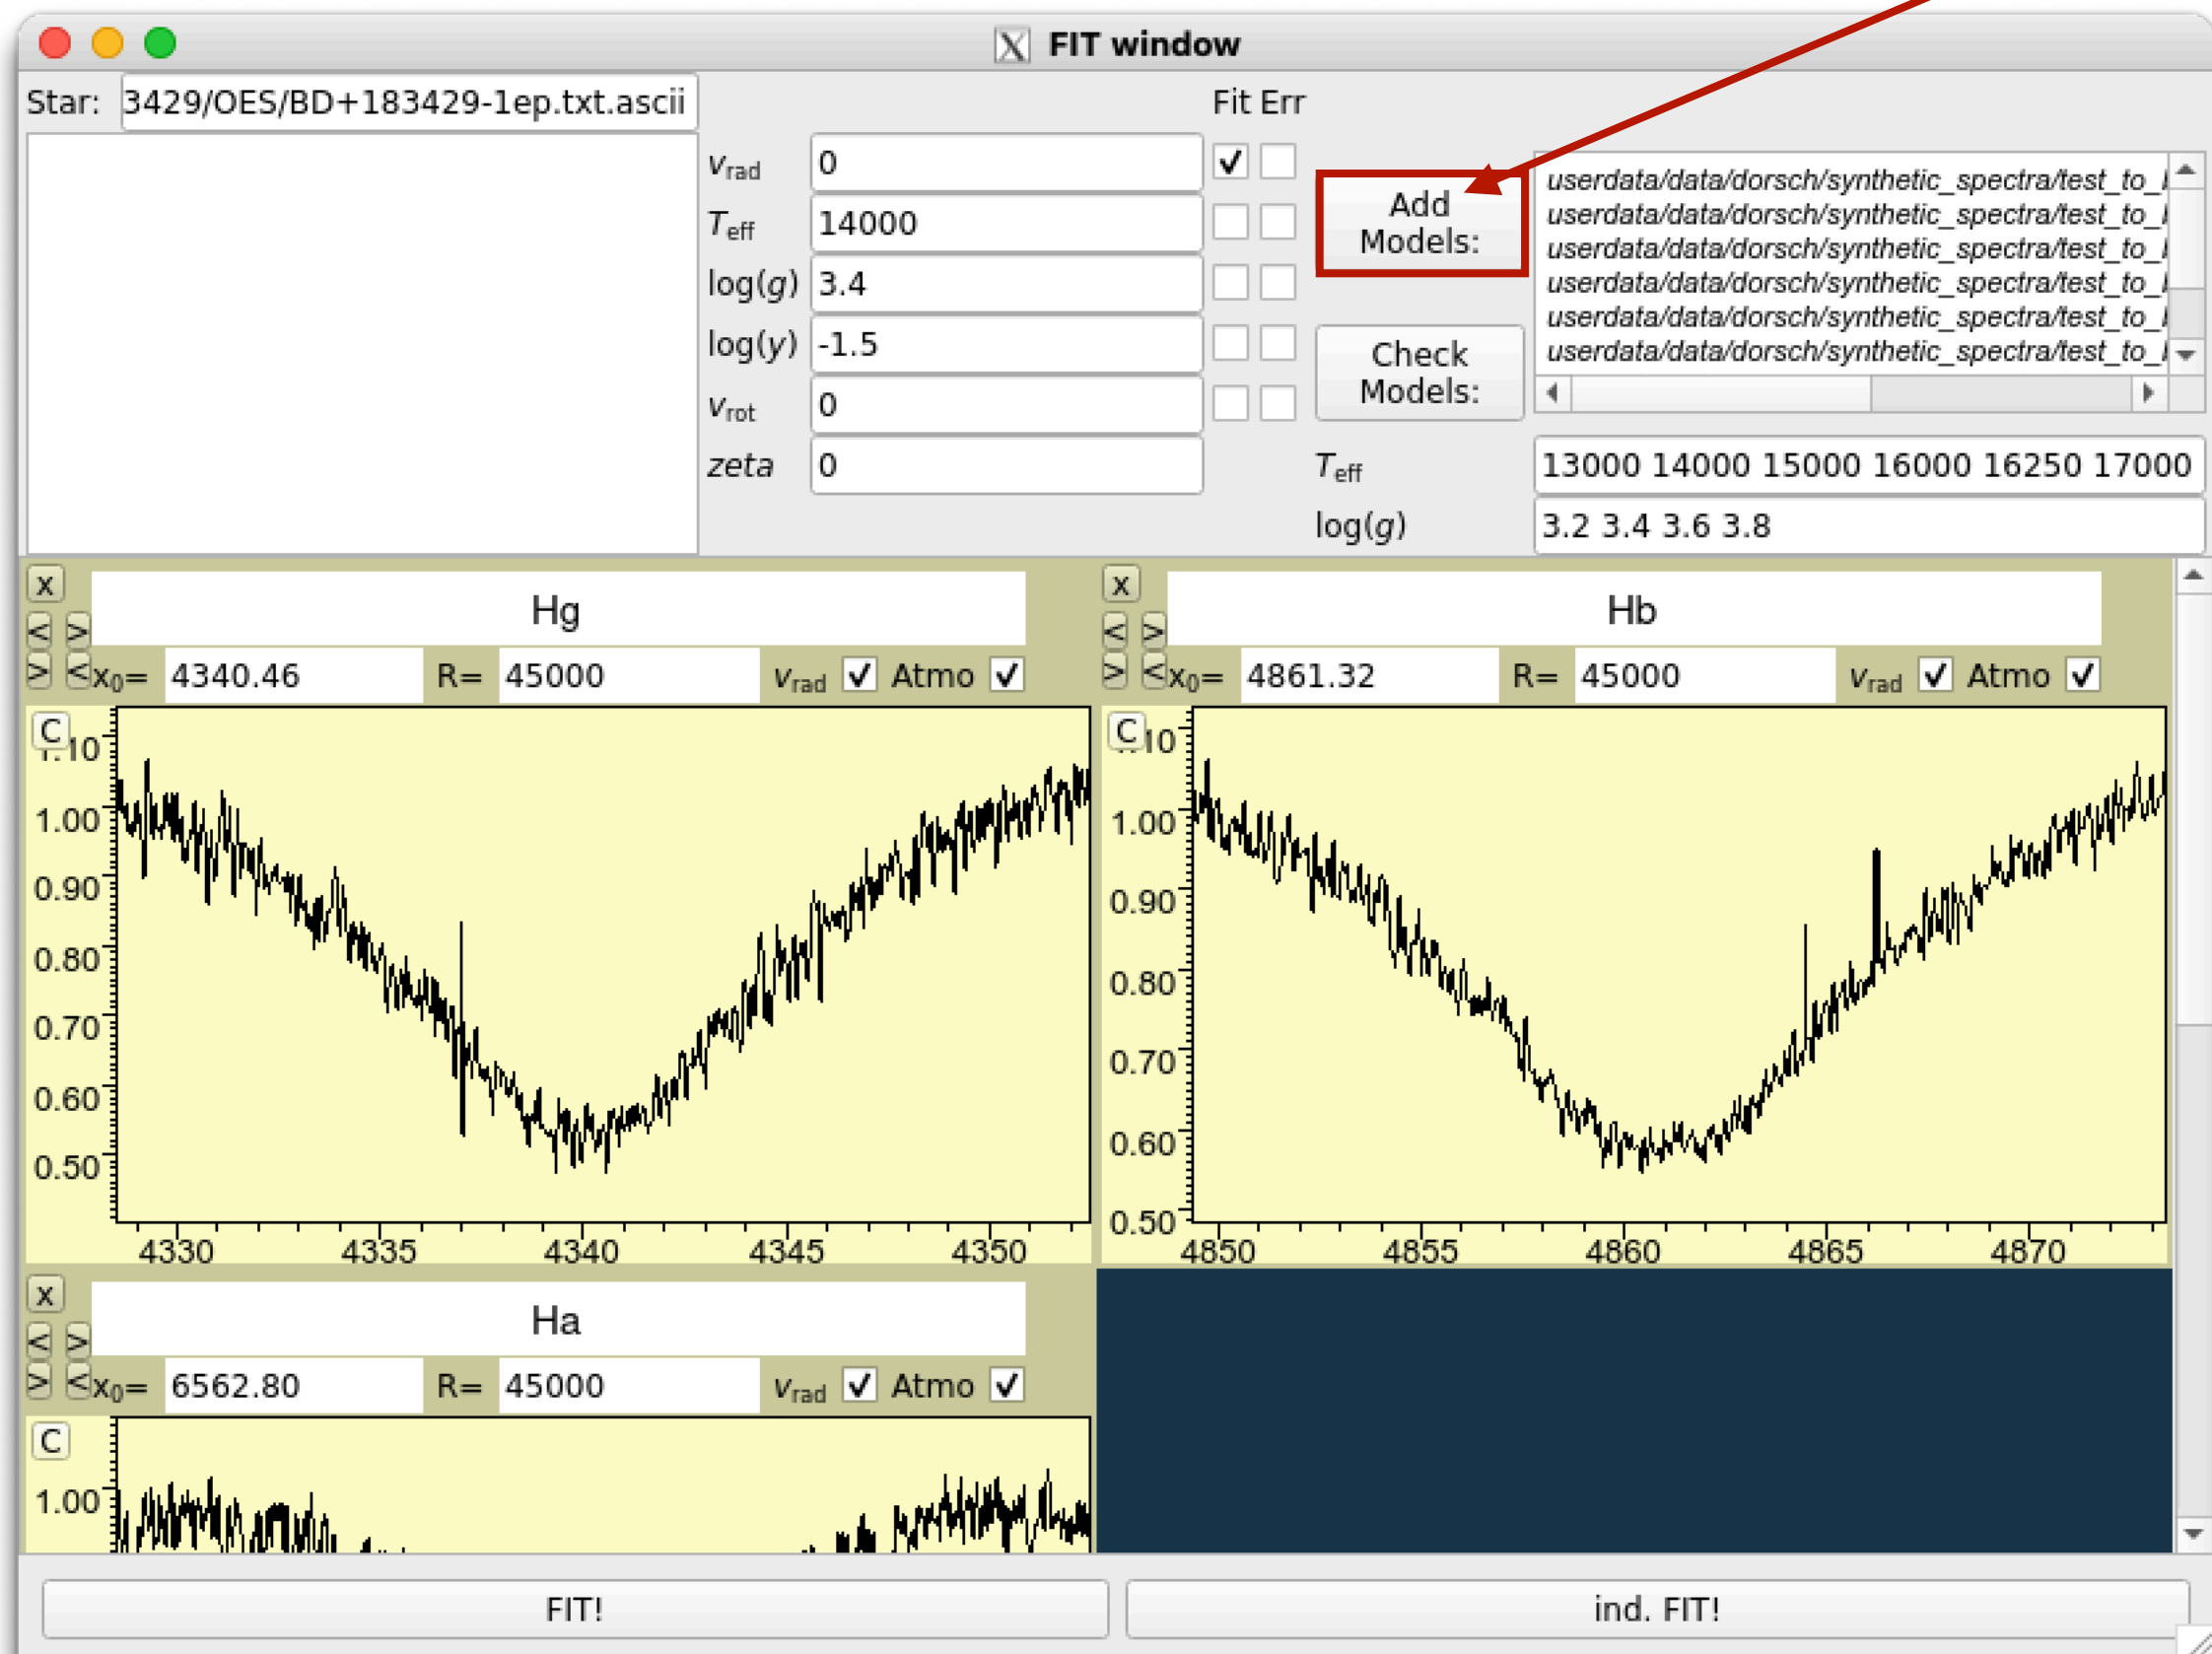 FIT window
Star: 3429/OES/BD+183429-1ep.txt.ascii
Fit Err
vrad 0
Teff 14000
log(g) 3.4
log(y) -1.5
vrot 0
zeta 0
Add
Models:
Check
Models:
userdata/data/dorsch/synthetic_spectra/test_to_
userdata/data/dorsch/synthetic_spectra/test_to_
userdata/data/dorsch/synthetic_spectra/test_to_
userdata/data/dorsch/synthetic_spectra/test_to_
userdata/data/dorsch/synthetic_spectra/test_to_
userdata/data/dorsch/synthetic_spectra/test_to_
Teff 13000 14000 15000 16000 16250 17000
log(g) 3.2 3.4 3.6 3.8
x
Hg
< >
> < x0= 4340.46 R= 45000 vrad Atmo
C
1.00
0.90
0.80
0.70
0.60
0.50
4330 4335 4340 4345 4350
x
Hb
< >
> < x0= 4861.32 R= 45000 vrad Atmo
C
1.00
0.90
0.80
0.70
0.60
0.50
4850 4855 4860 4865 4870
x
Ha
< >
> < x0= 6562.80 R= 45000 vrad Atmo
C
1.00
FIT!
ind. FIT!